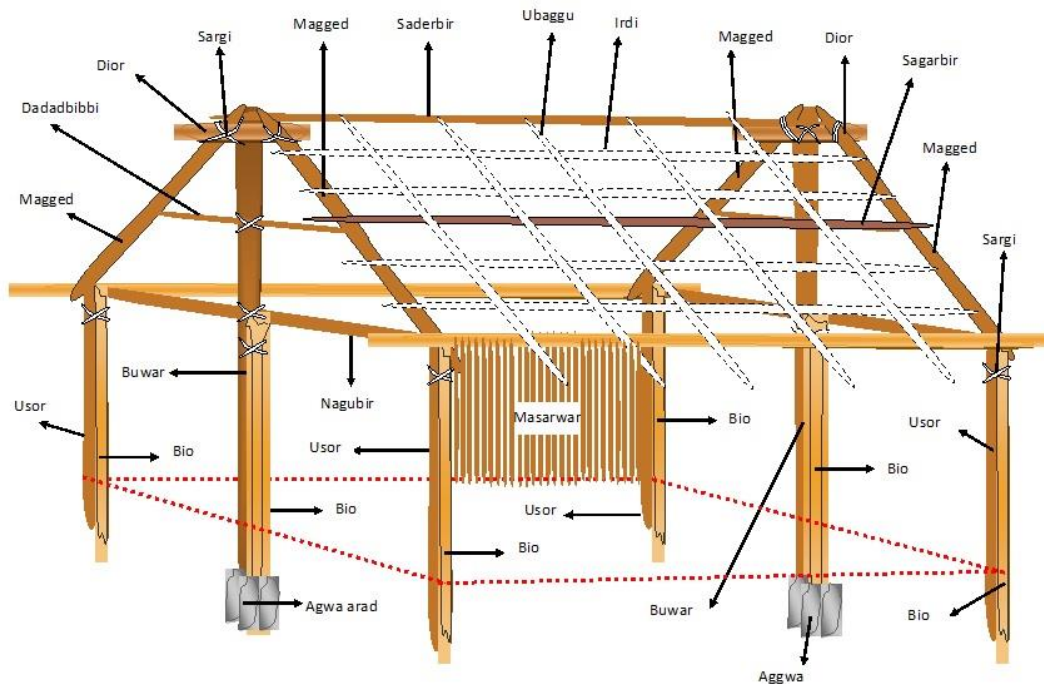 Sargi
Magged
Saderbir
Ubaggu
Irdi
Magged
Dior
Dior
Sagarbir
Dadadbibbi
Magged
Magged
Sargi
Buwar
Nagubir
Usor
Masarwar
Bio
Usor
Usor
Bio
Bio
Bio
Usor
Bio
Agwa arad
Buwar
Bio
Aggwa